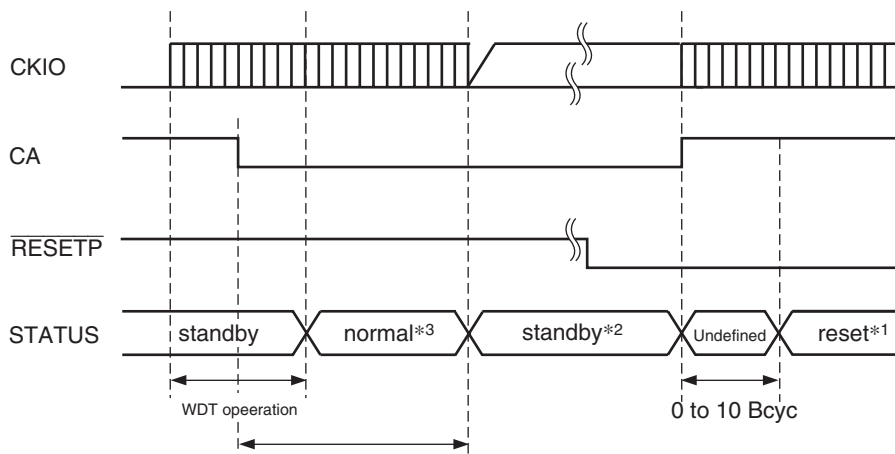 CKIO
CA
RESETP
STATUS
standby normal*3 standby*2 Undefined reset*1
WDT opeeration
0 to 10 Bcyc